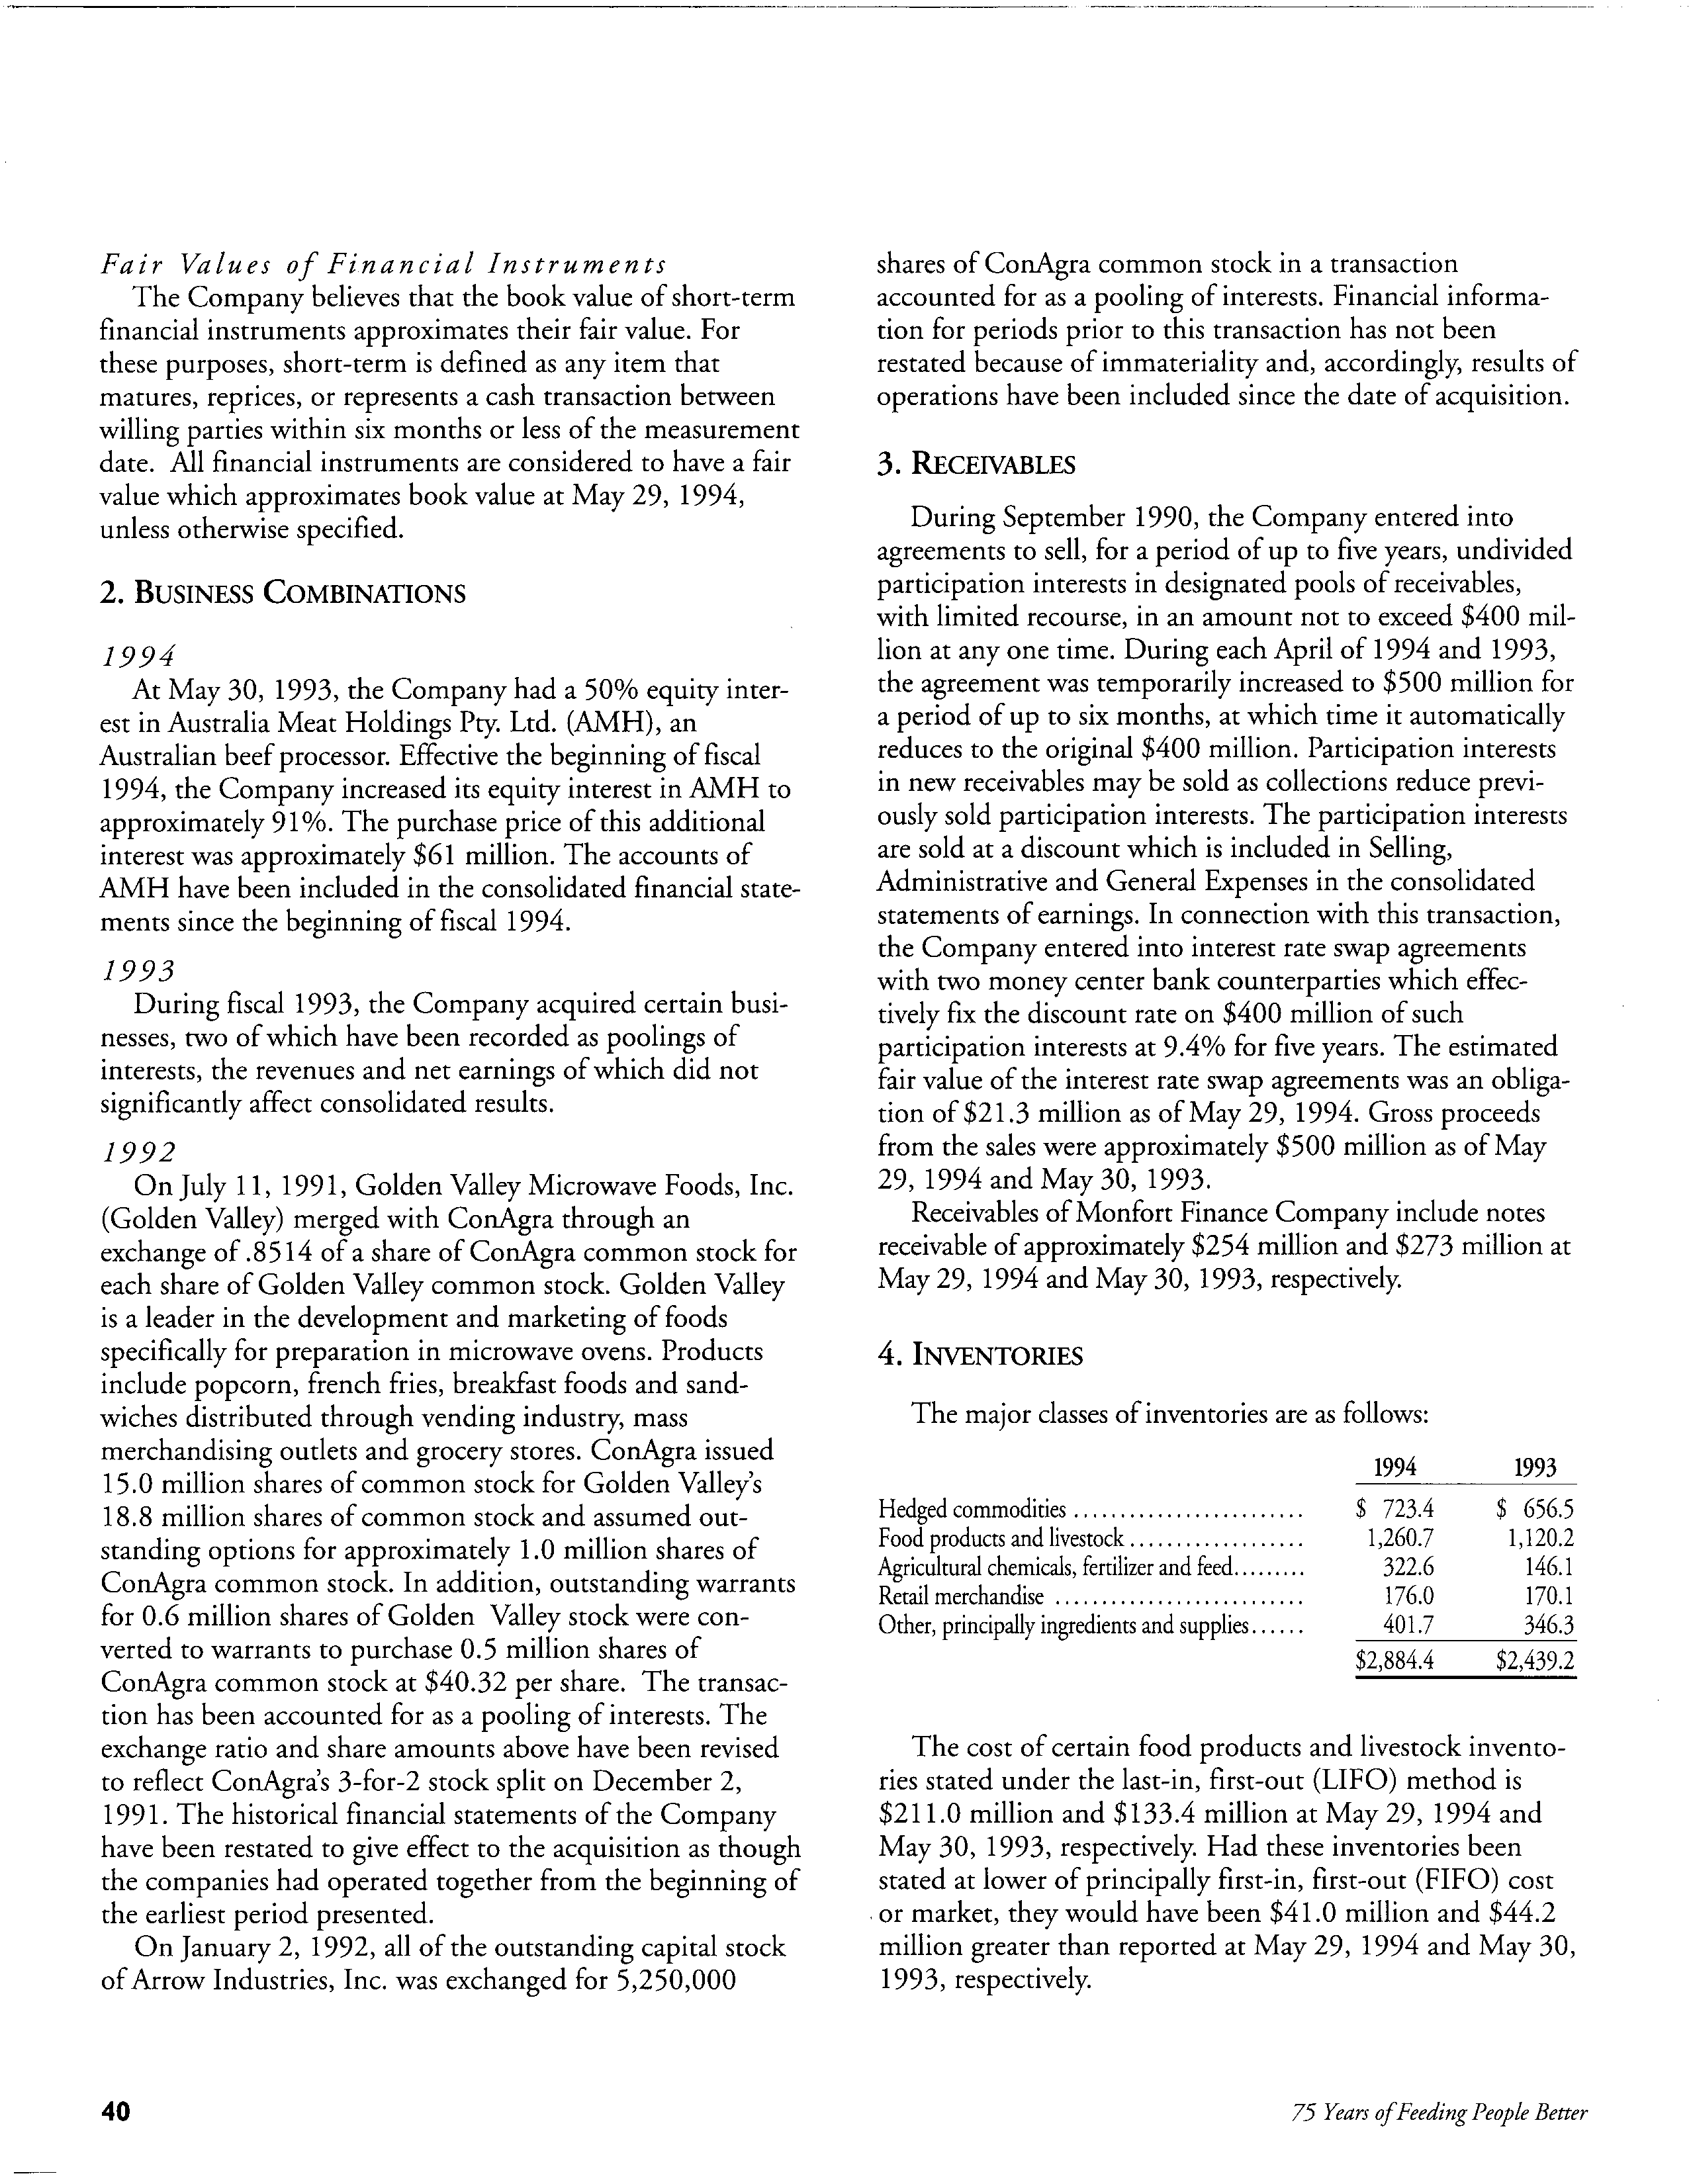 Fair Values of Financial Instruments
The Company believes that the book value of short-term
financial instruments approximates their fair value. For
these purposes, short-term is defined as any item that
matures, reprices, or represents a cash transaction between
willing parties within six months or less of the measurement
date. All financial instruments are considered to have a fair
value which approximates book value at May 29, 1994,
unless otherwise specified.
2. BUSINESS COMBINATIONS
1994
At May 30, 1993, the Company had a 50% equity inter-
est in Australia Meat Holdings Pty. Ltd. (AMH), an
Australian beef processor. Effective the beginning of fiscal
1994, the Company increased its equity interest in AMH to
approximately 91%. The purchase price of this additional
interest was approximately $61 million. The accounts of
AMH have been included in the consolidated financial state-
ments since the beginning of fiscal 1994.
1993
During fiscal 1993, the Company acquired certain busi-
nesses, two of which have been recorded as poolings of
interests, the revenues and net earnings of which did not
significantly affect consolidated results.
1992
On July 11, 1991, Golden Valley Microwave Foods, Inc.
(Golden Valley) merged with ConAgra through an
exchange of .8514 of a share of ConAgra common stock for
each share of Golden Valley common stock. Golden Valley
is a leader in the development and marketing of foods
specifically for preparation in microwave ovens. Products
include popcorn, french fries, breakfast foods and sand-
wiches distributed through vending industry, mass
merchandising outlets and grocery stores. ConAgra issued
15.0 million shares of common stock for Golden Valley's
18.8 million shares of common stock and assumed out-
standing options for approximately 1.0 million shares of
ConAgra common stock. In addition, outstanding warrants
for 0.6 million shares of Golden Valley stock were con-
verted to warrants to purchase 0.5 million shares of
ConAgra common stock at $40.32 per share. The transac-
tion has been accounted for as a pooling of interests. The
exchange ratio and share amounts above have been revised
to reflect ConAgra's 3-for-2 stock split on December 2,
1991. The historical financial statements of the Company
have been restated to give effect to the acquisition as though
the companies had operated together from the beginning of
the earliest period presented.
On January 2, 1992, all of the outstanding capital stock
of Arrow Industries, Inc. was exchanged for 5,250,000
shares of ConAgra common stock in a transaction
accounted for as a pooling of interests. Financial informa-
tion for periods prior to this transaction has not been
restated because of immateriality and, accordingly, results of
operations have been included since the date of acquisition.
3. RECEIVABLES
During September 1990, the Company entered into
agreements to sell, for a period of up to five years, undivided
participation interests in designated pools of receivables,
with limited recourse, in an amount not to exceed $400 mil-
lion at any one time. During each April of 1994 and 1993,
the agreement was temporarily increased to $500 million for
a period of up to six months, at which time it automatically
reduces to the original $400 million. Participation interests
in new receivables may be sold as collections reduce previ-
ously sold participation interests. The participation interests
are sold at a discount which is included in Selling,
Administrative and General Expenses in the consolidated
statements of earnings. In connection with this transaction,
the Company entered into interest rate swap agreements
with two money center bank counterparties which effec-
tively fix the discount rate on $400 million of such
participation interests at 9.4% for five years. The estimated
fair value of the interest rate swap agreements was an obliga-
tion of $21.3 million as of May 29, 1994. Gross proceeds
from the sales were approximately $500 million as of May
29, 1994 and May 30, 1993.
Receivables of Monfort Finance Company include notes
receivable of approximately $254 million and $273 million at
May 29, 1994 and May 30, 1993, respectively.
4. INVENTORIES
The major classes of inventories are as follows:
1994 1993
Hedged commodities ......................... $ 723.4 $ 656.5
Food products and livestock ................... 1,260.7 1,120.2
Agricultural chemicals, fertilizer and feed......... 322.6 146.1
Retail merchandise ........................... 176.0 170.1
Other, principally ingredients and supplies...... 401.7 346.3
$2,884.4 $2,439.2
The cost of certain food products and livestock invento-
ries stated under the last-in, first-out (LIFO) method is
$211.0 million and $133.4 million at May 29, 1994 and
May 30, 1993, respectively. Had these inventories been
stated at lower of principally first-in, first-out (FIFO) cost
or market, they would have been $41.0 million and $44.2
million greater than reported at May 29, 1994 and May 30,
1993, respectively.
40 75 Years of Feeding People Better